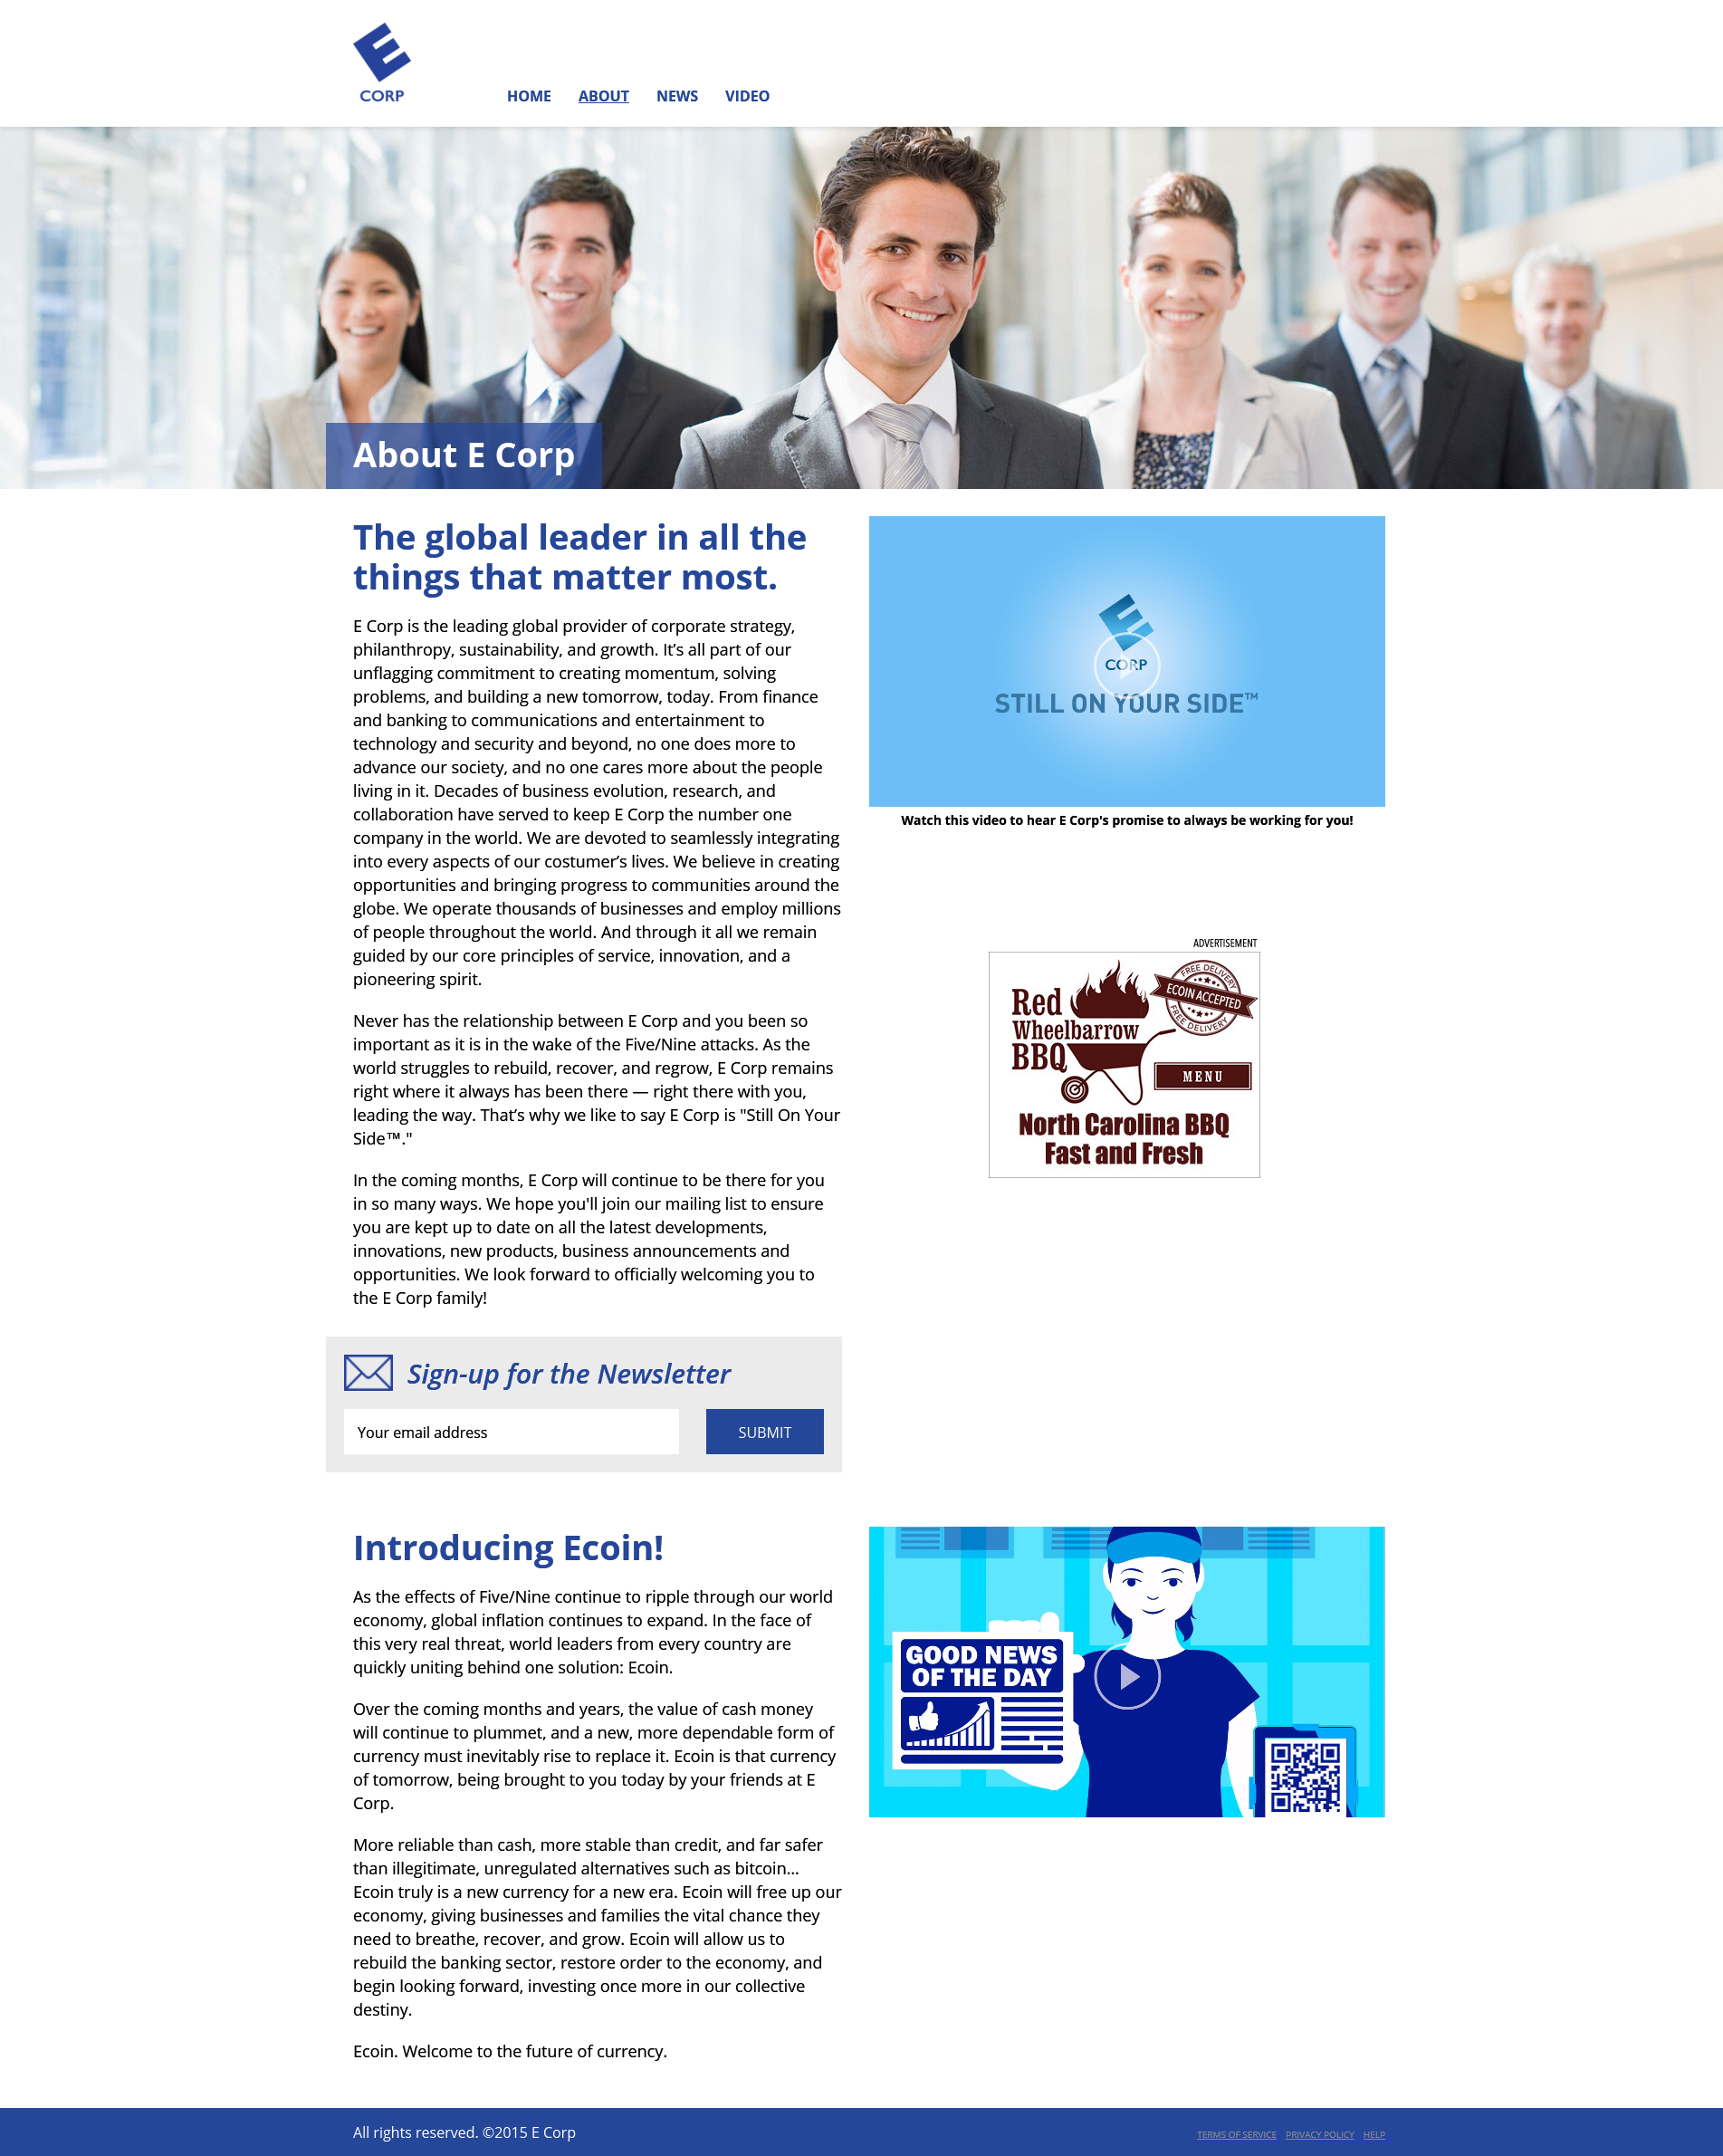 E
CORP
HOME ABOUT NEWS VIDEO
About E Corp
The global leader in all the
things that matter most.
E Corp is the leading global provider of corporate strategy,
philanthropy, sustainability, and growth. It’s all part of our
unflagging commitment to creating momentum, solving
problems, and building a new tomorrow, today. From finance
and banking to communications and entertainment to
technology and security and beyond, no one does more to
advance our society, and no one cares more about the people
living in it. Decades of business evolution, research, and
collaboration have served to keep E Corp the number one
company in the world. We are devoted to seamlessly integrating
into every aspects of our costumer’s lives. We believe in creating
opportunities and bringing progress to communities around the
globe. We operate thousands of businesses and employ millions
of people throughout the world. And through it all we remain
guided by our core principles of service, innovation, and a
pioneering spirit.
Never has the relationship between E Corp and you been so
important as it is in the wake of the Five/Nine attacks. As the
world struggles to rebuild, recover, and regrow, E Corp remains
right where it always has been there — right there with you,
leading the way. That’s why we like to say E Corp is "Still On Your
Side™."
In the coming months, E Corp will continue to be there for you
in so many ways. We hope you'll join our mailing list to ensure
you are kept up to date on all the latest developments,
innovations, new products, business announcements and
opportunities. We look forward to officially welcoming you to
the E Corp family!
E
CORP
STILL ON YOUR SIDE™
Watch this video to hear E Corp's promise to always be working for you!
ADVERTISEMENT
Red
Wheelbarrow
BBQ
FREE DELIVERY
ECOIN ACCEPTED
FREE DELIVERY
MENU
North Carolina BBQ
Fast and Fresh
Sign-up for the Newsletter
Your email address
SUBMIT
Introducing Ecoin!
As the effects of Five/Nine continue to ripple through our world
economy, global inflation continues to expand. In the face of
this very real threat, world leaders from every country are
quickly uniting behind one solution: Ecoin.
Over the coming months and years, the value of cash money
will continue to plummet, and a new, more dependable form of
currency must inevitably rise to replace it. Ecoin is that currency
of tomorrow, being brought to you today by your friends at E
Corp.
More reliable than cash, more stable than credit, and far safer
than illegitimate, unregulated alternatives such as bitcoin...
Ecoin truly is a new currency for a new era. Ecoin will free up our
economy, giving businesses and families the vital chance they
need to breathe, recover, and grow. Ecoin will allow us to
rebuild the banking sector, restore order to the economy, and
begin looking forward, investing once more in our collective
destiny.
Ecoin. Welcome to the future of currency.
GOOD NEWS
OF THE DAY
All rights reserved. ©2015 E Corp
TERMS OF SERVICE PRIVACY POLICY HELP